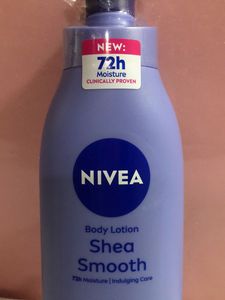 NEW:
72h
Moisture
CLINICALLY PROVEN
NIVEA
Body Lotion
Shea
Smooth
72h Moisture | Indulging Care